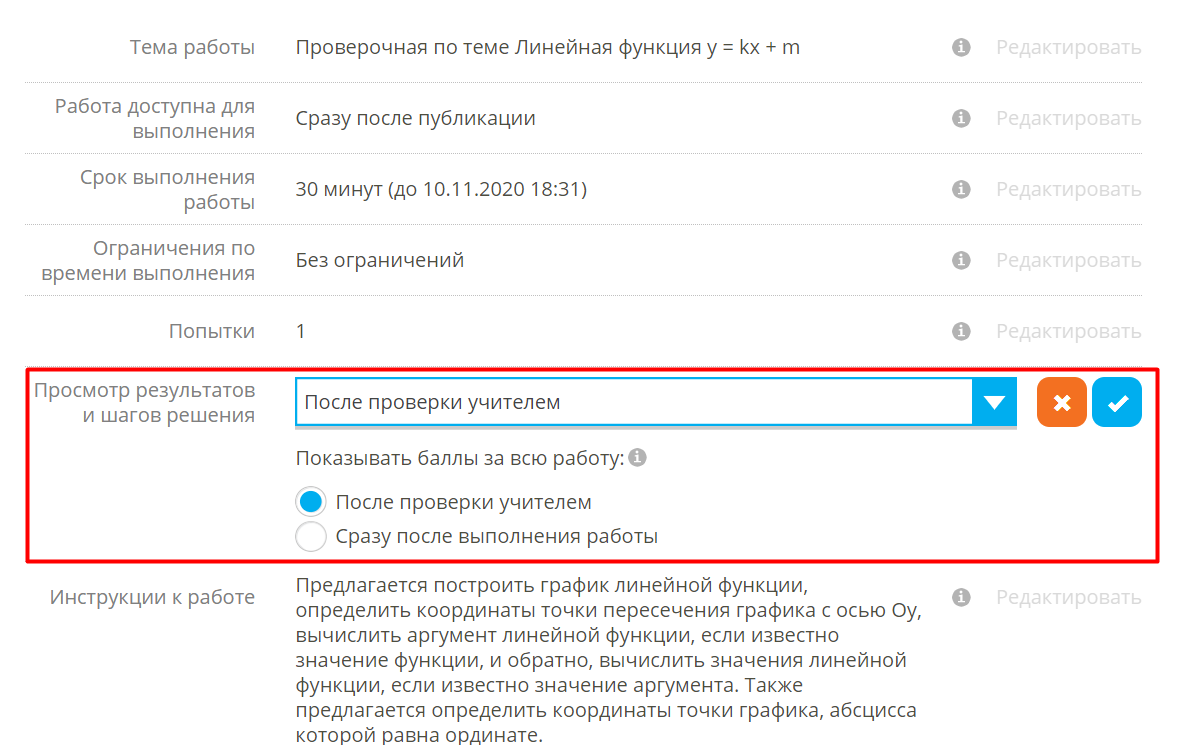 Тема работы Проверочная по теме Линейная функция y = kx + m Редактировать
Работа доступна для
выполнения
Сразу после публикации Редактировать
Срок выполнения
работы
30 минут (до 10.11.2020 18:31) Редактировать
Ограничения по
времени выполнения
Без ограничений Редактировать
Попытки 1 Редактировать
Просмотр результатов
и шагов решения
После проверки учителем
Показывать баллы за всю работу:
После проверки учителем
Сразу после выполнения работы
Инструкции к работе Редактировать
Предлагается построить график линейной функции,
определить координаты точки пересечения графика с осью Oy,
вычислить аргумент линейной функции, если известно
значение функции, и обратно, вычислить значения линейной
функции, если известно значение аргумента. Также
предлагается определить координаты точки графика, абсцисса
которой равна ординате.